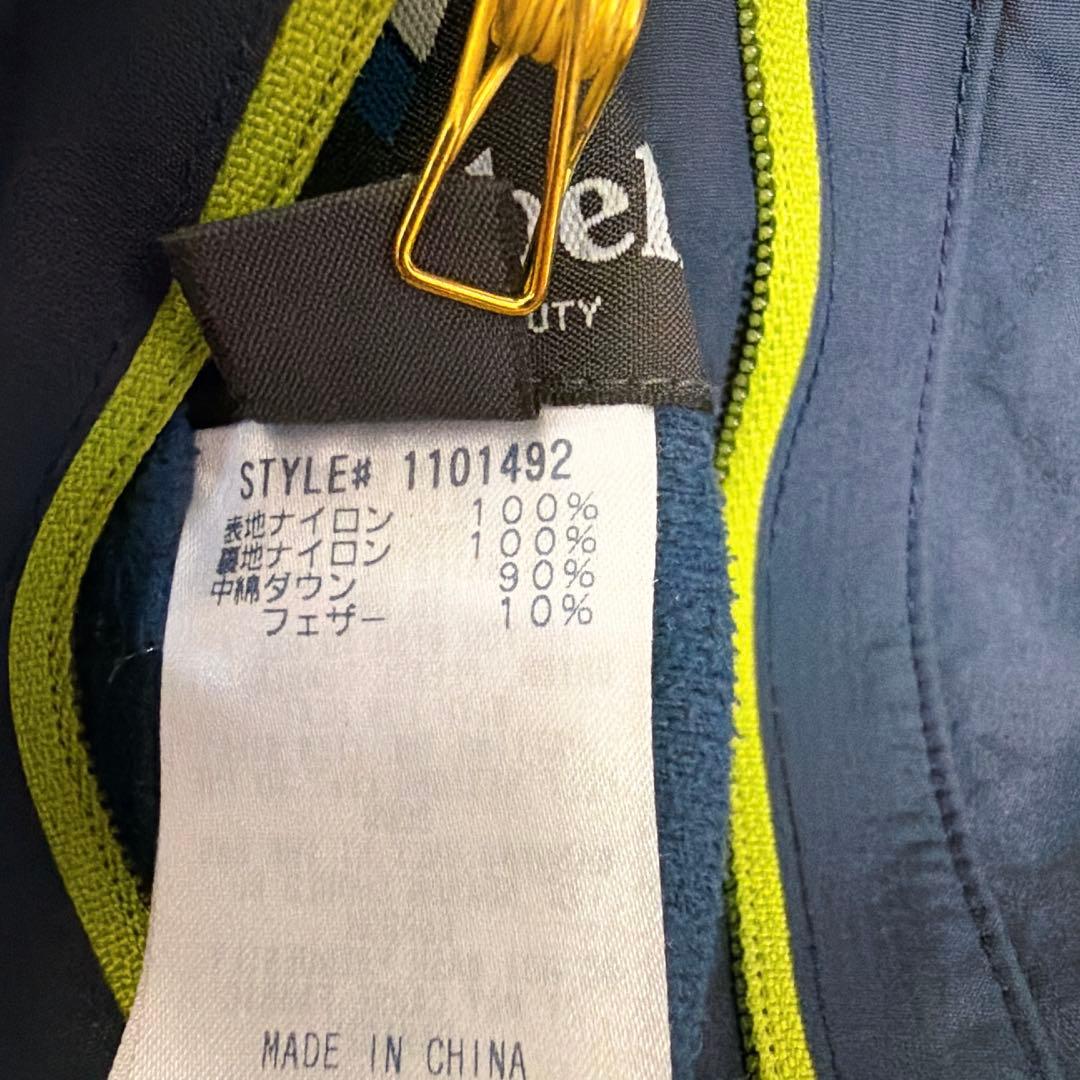 bel
UTY
STYLE# 1101492
表地ナイロン 100%
裏地ナイロン 100%
中綿ダウン 90%
フェザー 10%
MADE IN CHINA